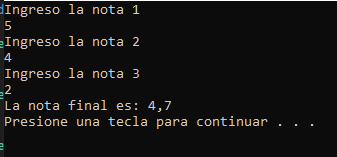 Ingreso la nota 1
5
Ingreso la nota 2
4
Ingreso la nota 3
2
La nota final es: 4,7
Presione una tecla para continuar . . .